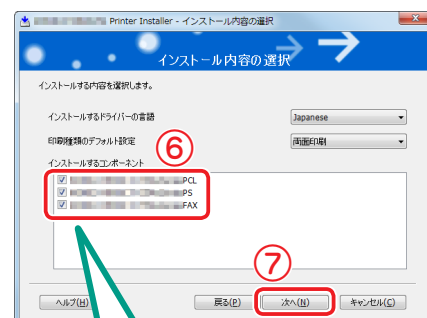 Printer Installer - インストール内容の選択
インストール内容の選択
インストールする内容を選択します。
インストールするドライバーの言語
Japanese
印刷種類のデフォルト設定
両面印刷
インストールするコンポーネント
⑥
PCL
PS
FAX
⑦
ヘルプ(H)
戻る(P)
次へ(N)
キャンセル(C)